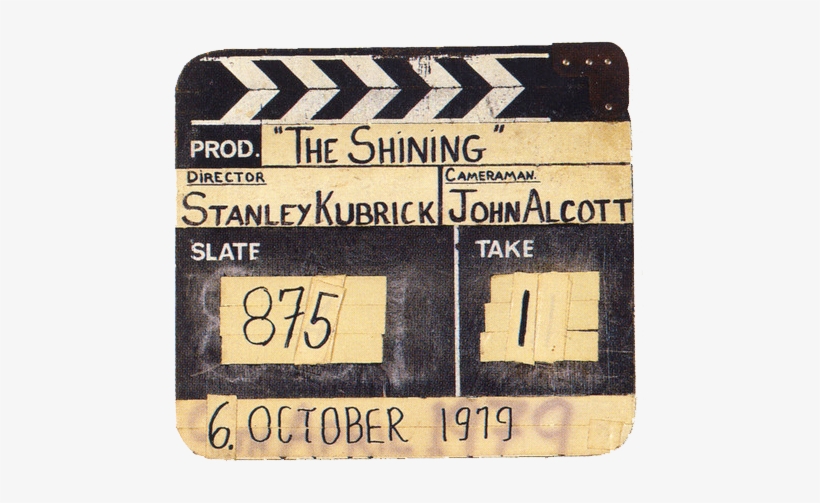 PROD. "THE SHINING"
DIRECTOR CAMERAMAN.
STANLEY KUBRICK JOHN ALCOTT
SLATE TAKE
875 1
6. OCTOBER 1979